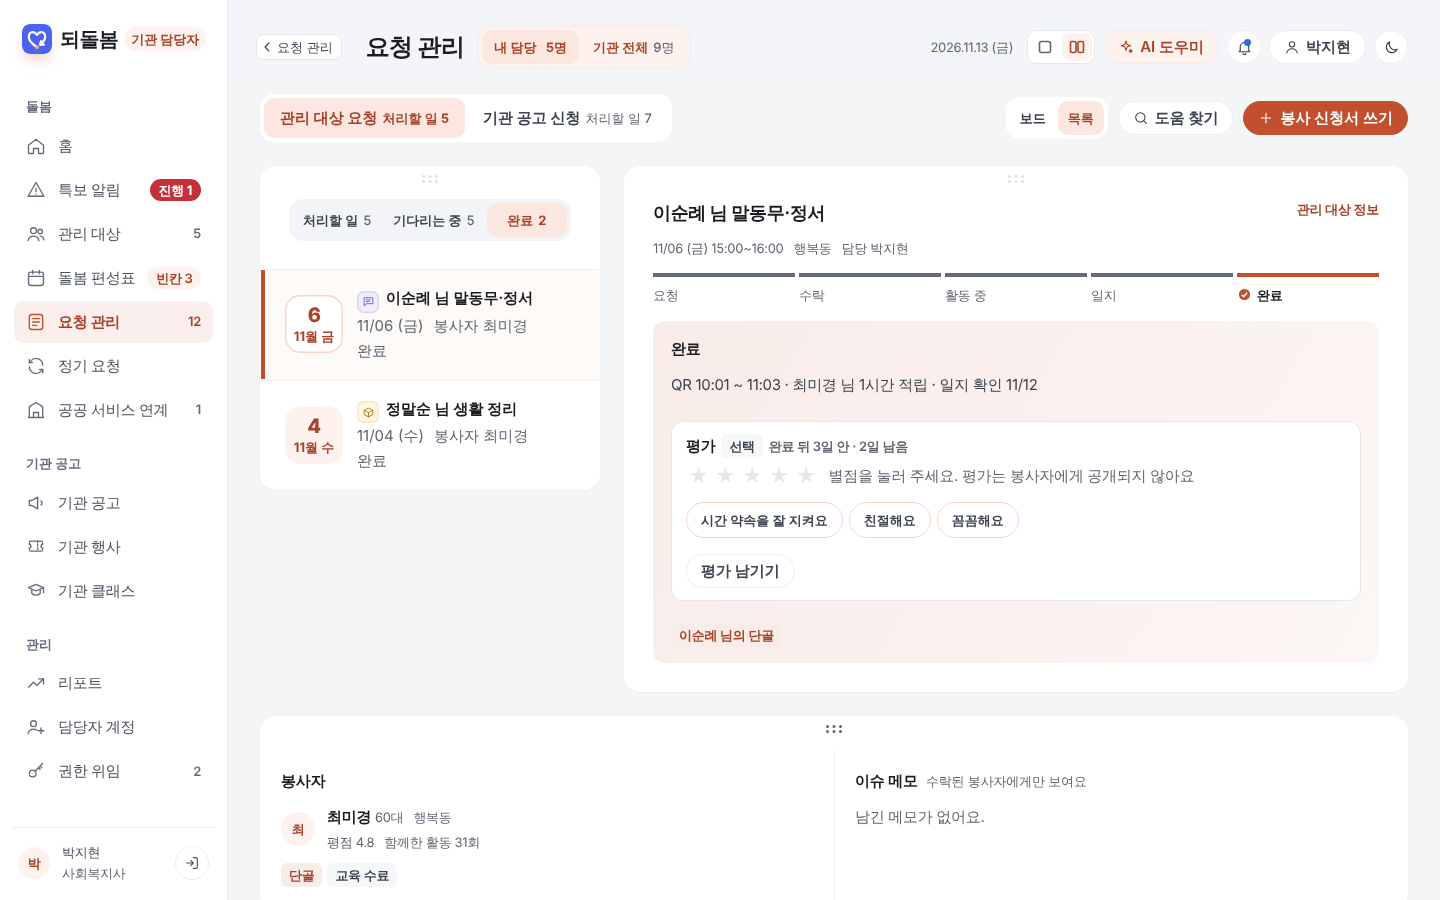 되돌봄 기관 담당자
돌봄
홈
특보 알림 진행 1
관리 대상 5
돌봄 편성표 빈칸 3
요청 관리 12
정기 요청
공공 서비스 연계 1
기관 공고
기관 공고
기관 행사
기관 클래스
관리
리포트
담당자 계정
권한 위임 2
박 박지현
사회복지사
요청 관리
요청 관리
내 담당 5명 기관 전체 9명
2026.11.13 (금)
AI 도우미
박지현
관리 대상 요청 처리할 일 5 기관 공고 신청 처리할 일 7
보드 목록
도움 찾기
봉사 신청서 쓰기
처리할 일 5 기다리는 중 5 완료 2
6
11월 금
이순례 님 말동무·정서
11/06 (금) 봉사자 최미경
완료
4
11월 수
정말순 님 생활 정리
11/04 (수) 봉사자 최미경
완료
이순례 님 말동무·정서
관리 대상 정보
11/06 (금) 15:00~16:00 행복동 담당 박지현
요청 수락 활동 중 일지 완료
완료
QR 10:01 ~ 11:03 · 최미경 님 1시간 적립 · 일지 확인 11/12
평가 선택 완료 뒤 3일 안 · 2일 남음
별점을 눌러 주세요. 평가는 봉사자에게 공개되지 않아요
시간 약속을 잘 지켜요 친절해요 꼼꼼해요
평가 남기기
이순례 님의 단골
봉사자
최 최미경 60대 행복동
평점 4.8 함께한 활동 31회
단골 교육 수료
이슈 메모 수락된 봉사자에게만 보여요
남긴 메모가 없어요.